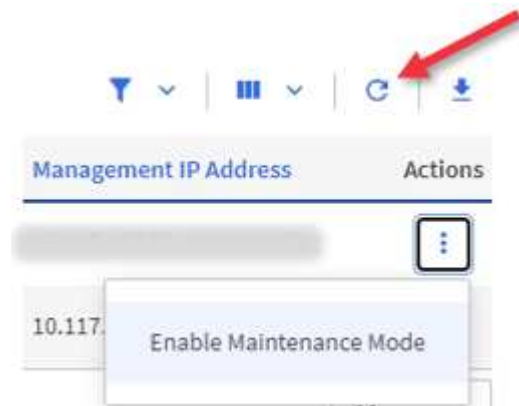 Management IP Address Actions
10.117.
Enable Maintenance Mode